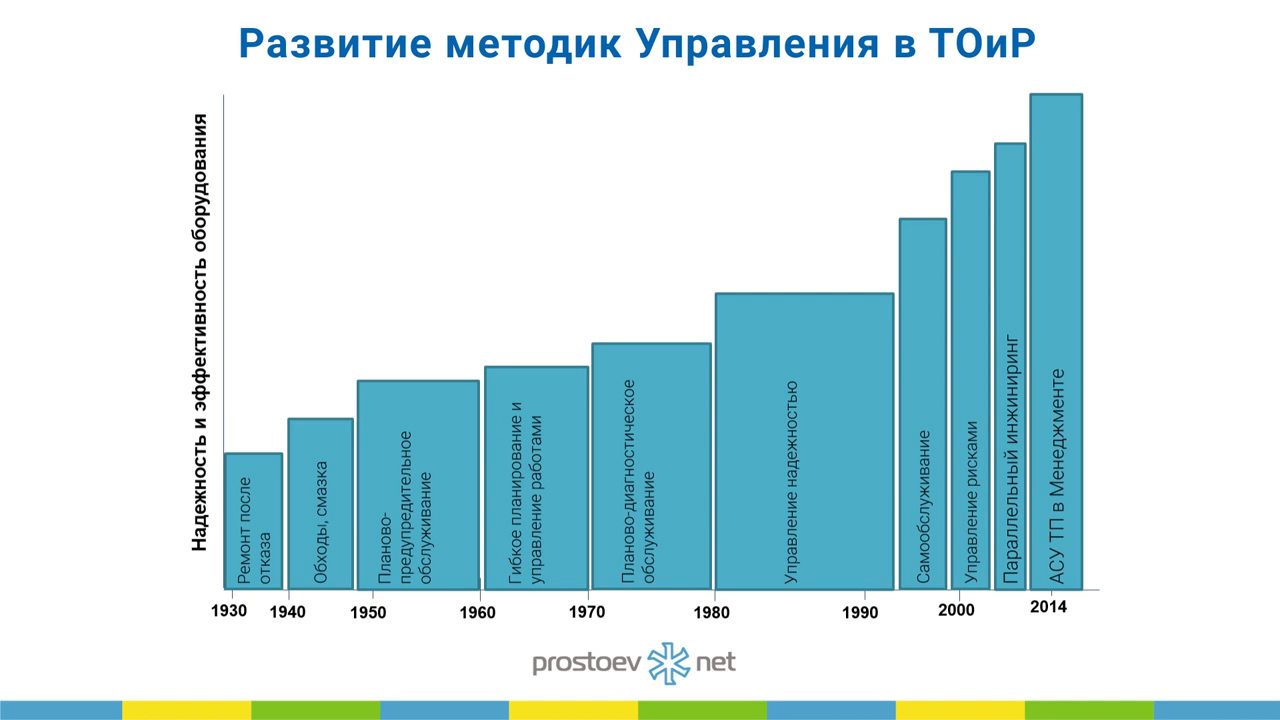 Развитие методик Управления в ТОиР
Надежность и эффективность оборудования
Ремонт после
отказа
Обходы, смазка
Планово-
предупредительное
обслуживание
Гибкое планирование и
управление работами
Планово-диагностическое
обслуживание
Управление надежностью
Самообслуживание
Управление рисками
Параллельный инжиниринг
АСУ ТП в Менеджменте
1930 1940 1950 1960 1970 1980 1990 2000 2014
prostoev net